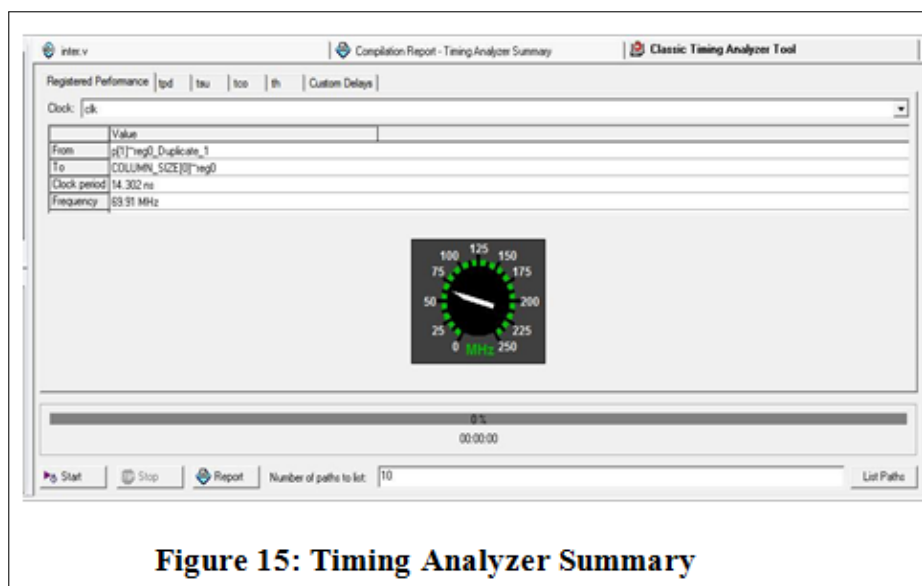 inter.v Compilation Report - Timing Analyzer Summary Classic Timing Analyzer Tool
Registered Performance tpd tsu tco th Custom Delays
Clock: clk
Value
From p[1]~reg0_Duplicate_1
To COLUMN_SIZE[0]~reg0
Clock period 14.302 ns
Frequency 69.91 MHz
125
100 150
75 175
50 200
25 225
0 MHz 250
0 %
00:00:00
Start Stop Report Number of paths to list: 10 List Paths
Figure 15: Timing Analyzer Summary